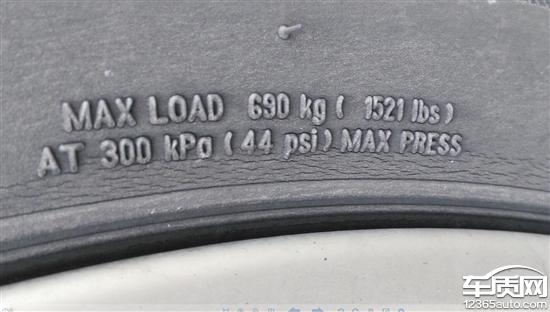 MAX LOAD 690 kg ( 1521 lbs)
AT 300 kPa (44 psi) MAX PRESS
车质网
12365auto.com